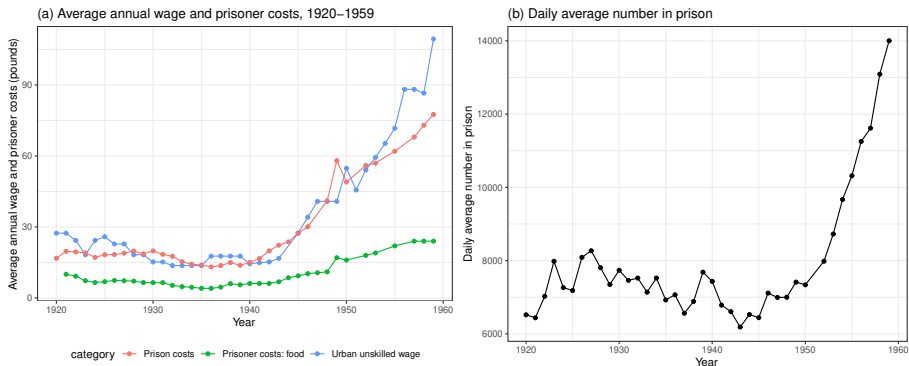 (a) Average annual wage and prisoner costs, 1920−1959
Average annual wage and prisoner costs (pounds)
90
60
30
0
1920
1930
1940
1950
1960
Year
category
Prison costs
Prisoner costs: food
Urban unskilled wage
(b) Daily average number in prison
Daily average number in prison
14000
12000
10000
8000
6000
1920
1930
1940
1950
1960
Year